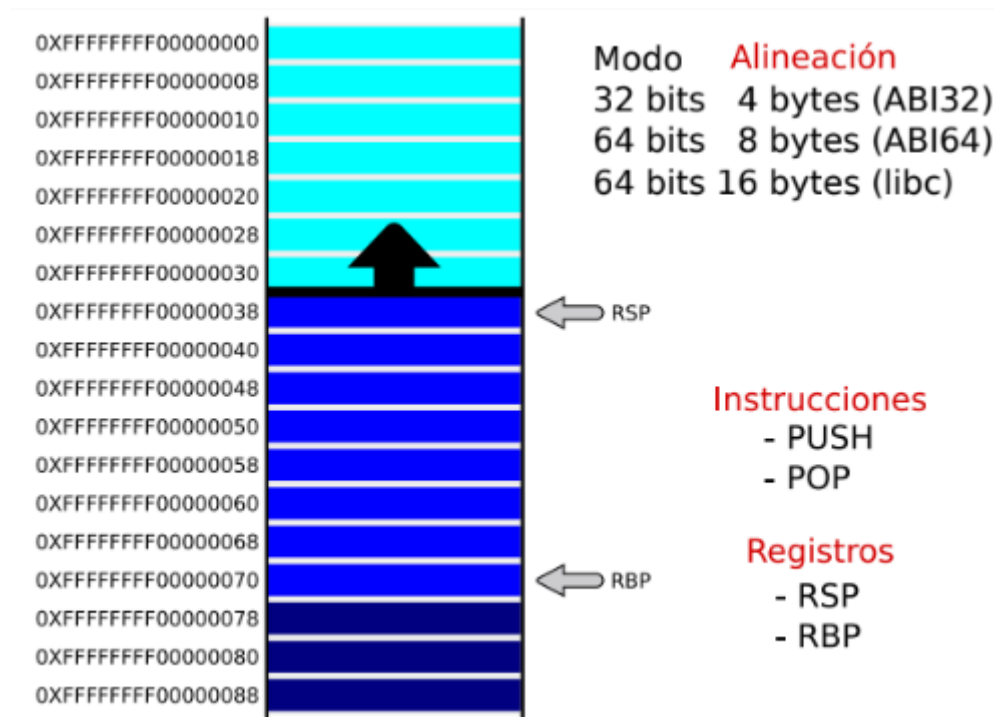 0XFFFFFFFF00000000
0XFFFFFFFF00000008
0XFFFFFFFF00000010
0XFFFFFFFF00000018
0XFFFFFFFF00000020
0XFFFFFFFF00000028
0XFFFFFFFF00000030
0XFFFFFFFF00000038
0XFFFFFFFF00000040
0XFFFFFFFF00000048
0XFFFFFFFF00000050
0XFFFFFFFF00000058
0XFFFFFFFF00000060
0XFFFFFFFF00000068
0XFFFFFFFF00000070
0XFFFFFFFF00000078
0XFFFFFFFF00000080
0XFFFFFFFF00000088
RSP
RBP
Modo Alineación
32 bits 4 bytes (ABI32)
64 bits 8 bytes (ABI64)
64 bits 16 bytes (libc)
Instrucciones
- PUSH
- POP
Registros
- RSP
- RBP